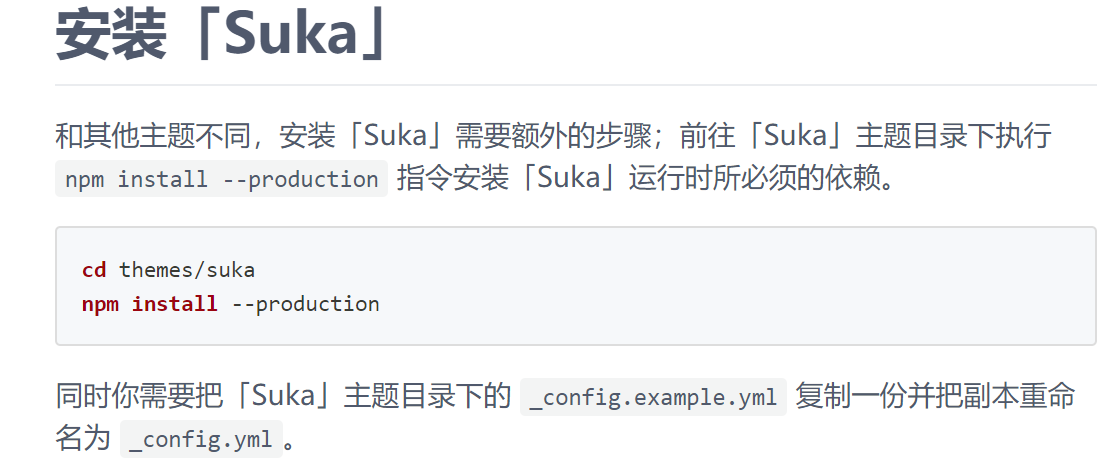 安装「Suka」
和其他主题不同，安装「Suka」需要额外的步骤；前往「Suka」主题目录下执行
npm install --production 指令安装「Suka」运行时所必须的依赖。
cd themes/suka
npm install --production
同时你需要把「Suka」主题目录下的 _config.example.yml 复制一份并把副本重命
名为 _config.yml 。